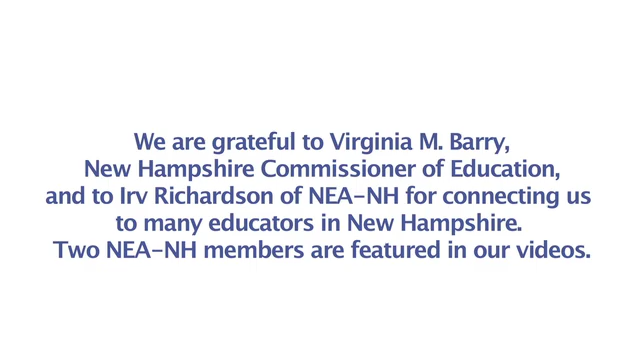 We are grateful to Virginia M. Barry,
New Hampshire Commissioner of Education,
and to Irv Richardson of NEA-NH for connecting us
to many educators in New Hampshire.
Two NEA-NH members are featured in our videos.